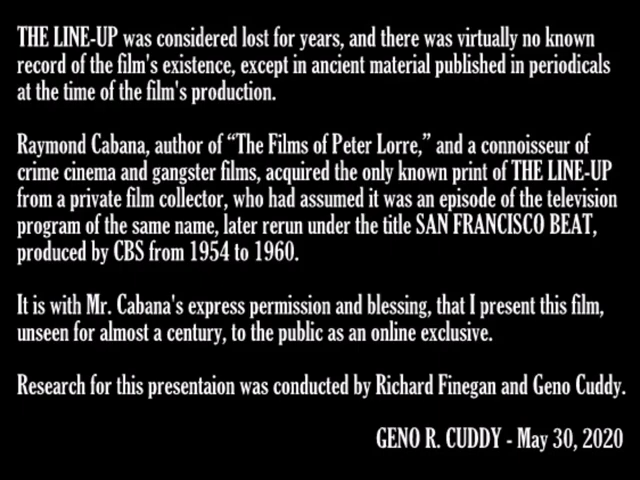 THE LINE-UP was considered lost for years, and there was virtually no known
record of the film's existence, except in ancient material published in periodicals
at the time of the film's production.
Raymond Cabana, author of “The Films of Peter Lorre,” and a connoisseur of
crime cinema and gangster films, acquired the only known print of THE LINE-UP
from a private film collector, who had assumed it was an episode of the television
program of the same name, later rerun under the title SAN FRANCISCO BEAT,
produced by CBS from 1954 to 1960.
It is with Mr. Cabana's express permission and blessing, that I present this film,
unseen for almost a century, to the public as an online exclusive.
Research for this presentaion was conducted by Richard Finegan and Geno Cuddy.
GENO R. CUDDY - May 30, 2020